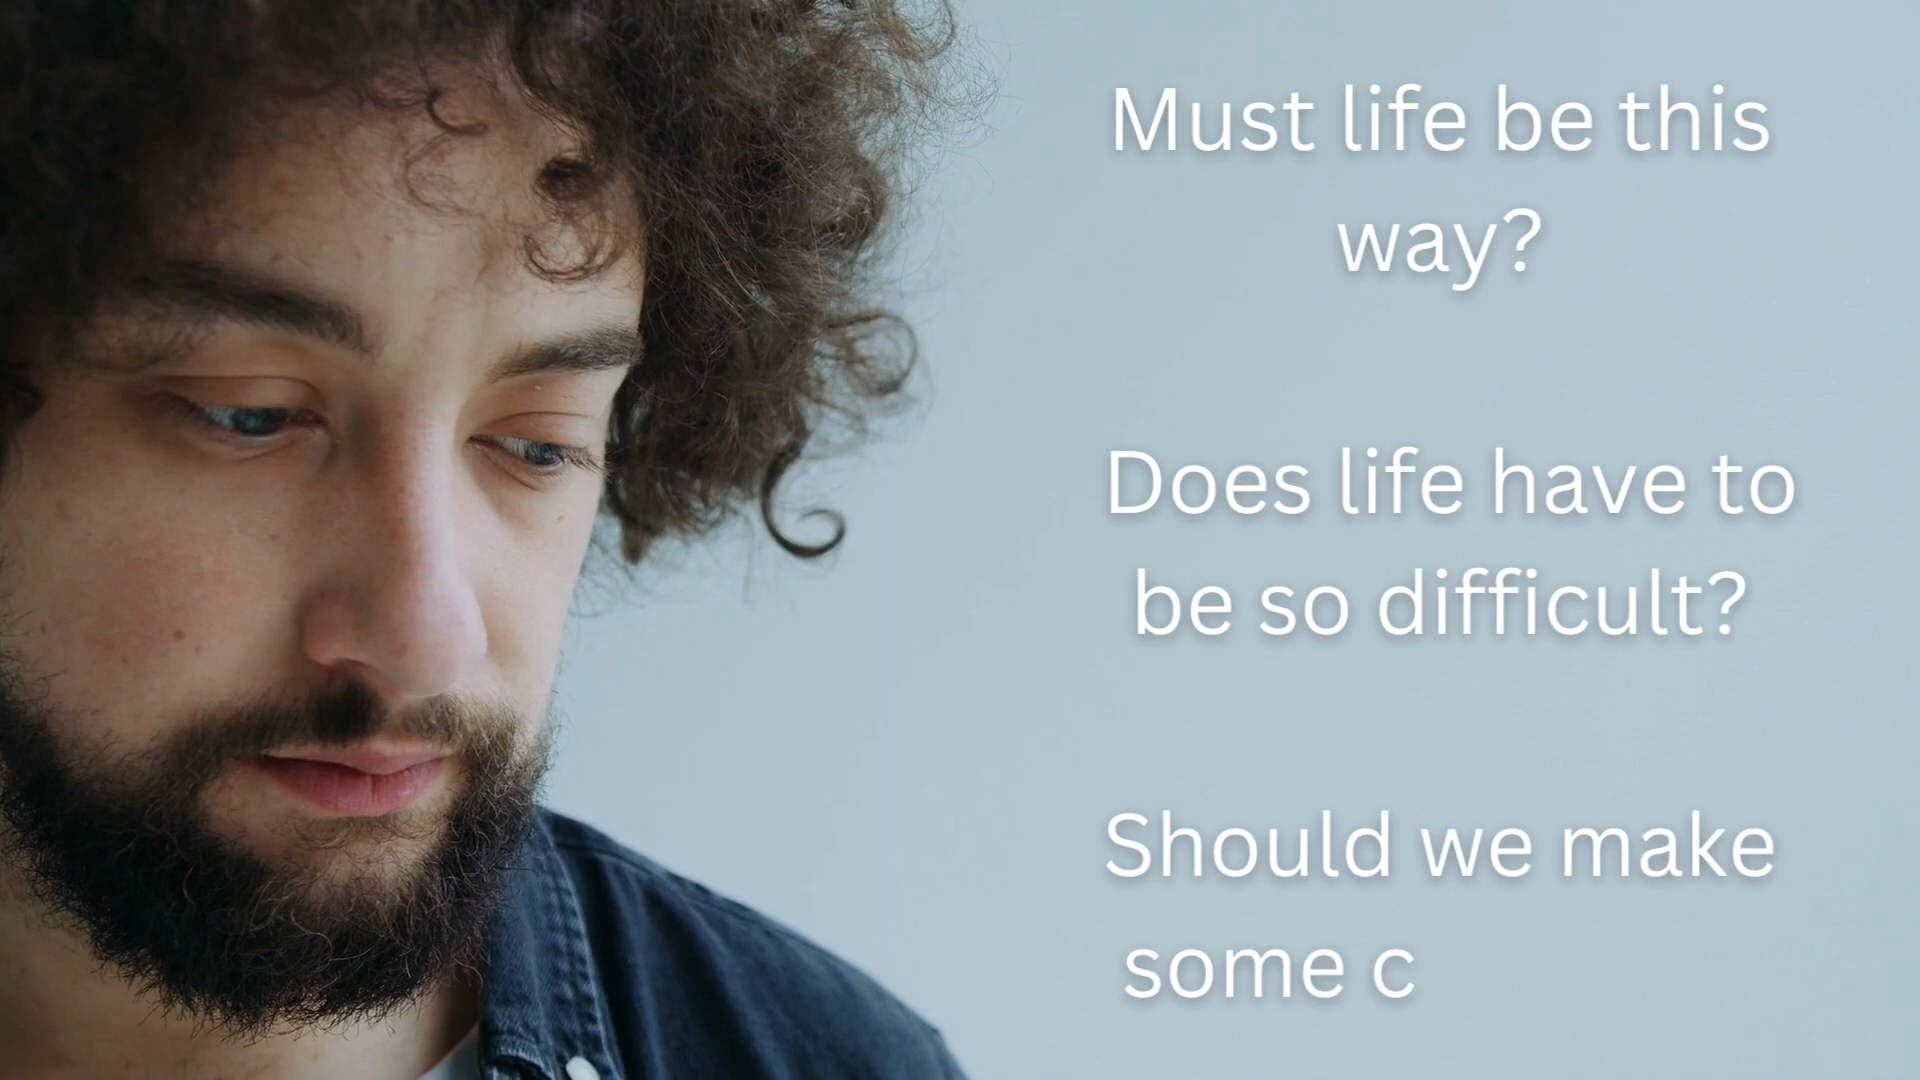 Must life be this
way?
Does life have to
be so difficult?
Should we make
some c